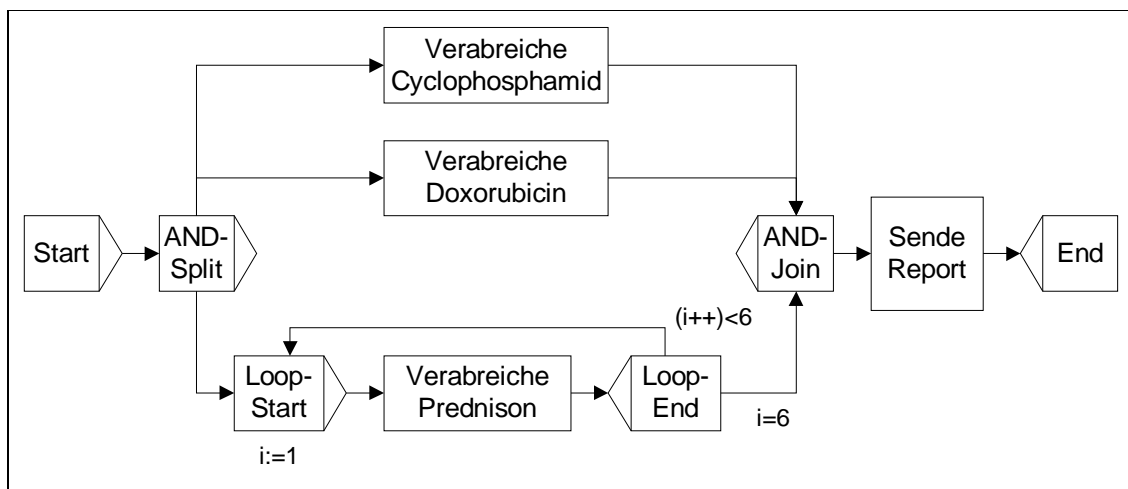 Verabreiche
Cyclophosphamid
Verabreiche
Doxorubicin
Start
AND-
Split
AND-
Join
Sende
Report
End
(i++)<6
Loop-
Start
Verabreiche
Prednison
Loop-
End
i:=1
i=6